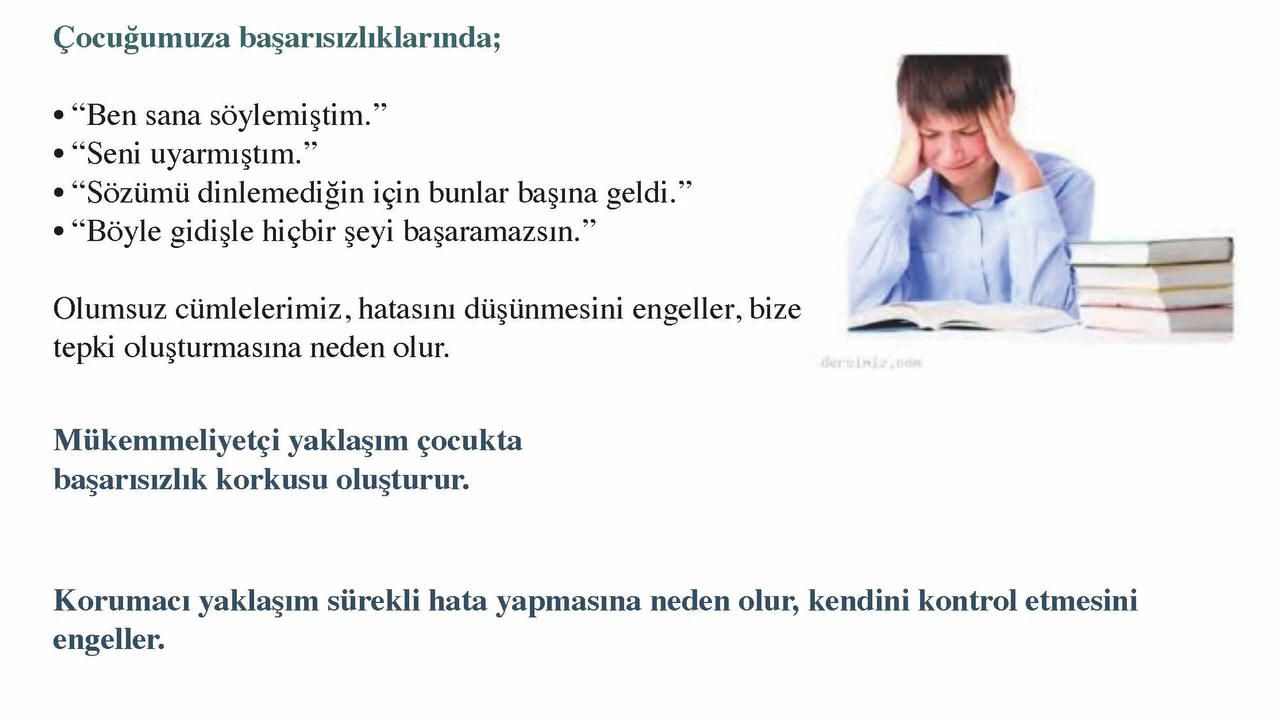 Çocuğumuza başarısızlıklarında;
• “Ben sana söylemiştim.”
• “Seni uyarmıştım.”
• “Sözümü dinlemediğin için bunlar başına geldi.”
• “Böyle gidişle hiçbir şeyi başaramazsın.”
Olumsuz cümlelerimiz, hatasını düşünmesini engeller, bize
tepki oluşturmasına neden olur.
dersimiz.com
Mükemmeliyetçi yaklaşım çocukta
başarısızlık korkusu oluşturur.
Korumacı yaklaşım sürekli hata yapmasına neden olur, kendini kontrol etmesini
engeller.